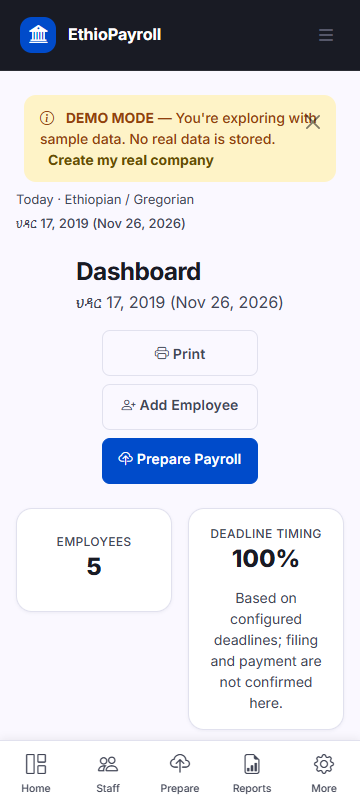 EthioPayroll
DEMO MODE — You're exploring with
sample data. No real data is stored.
Create my real company
Today · Ethiopian / Gregorian
ህዳር 17, 2019 (Nov 26, 2026)
Dashboard
ህዳር 17, 2019 (Nov 26, 2026)
Print
Add Employee
Prepare Payroll
EMPLOYEES
5
DEADLINE TIMING
100%
Based on
configured
deadlines; filing
and payment are
not confirmed
here.
Home
Staff
Prepare
Reports
More